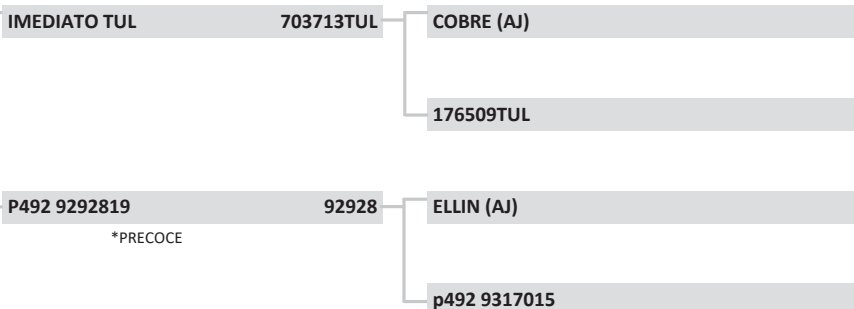 IMEDIATO TUL 703713TUL COBRE (AJ)
176509TUL
P492 9292819 92928 ELLIN (AJ)
*PRECOCE
p492 9317015